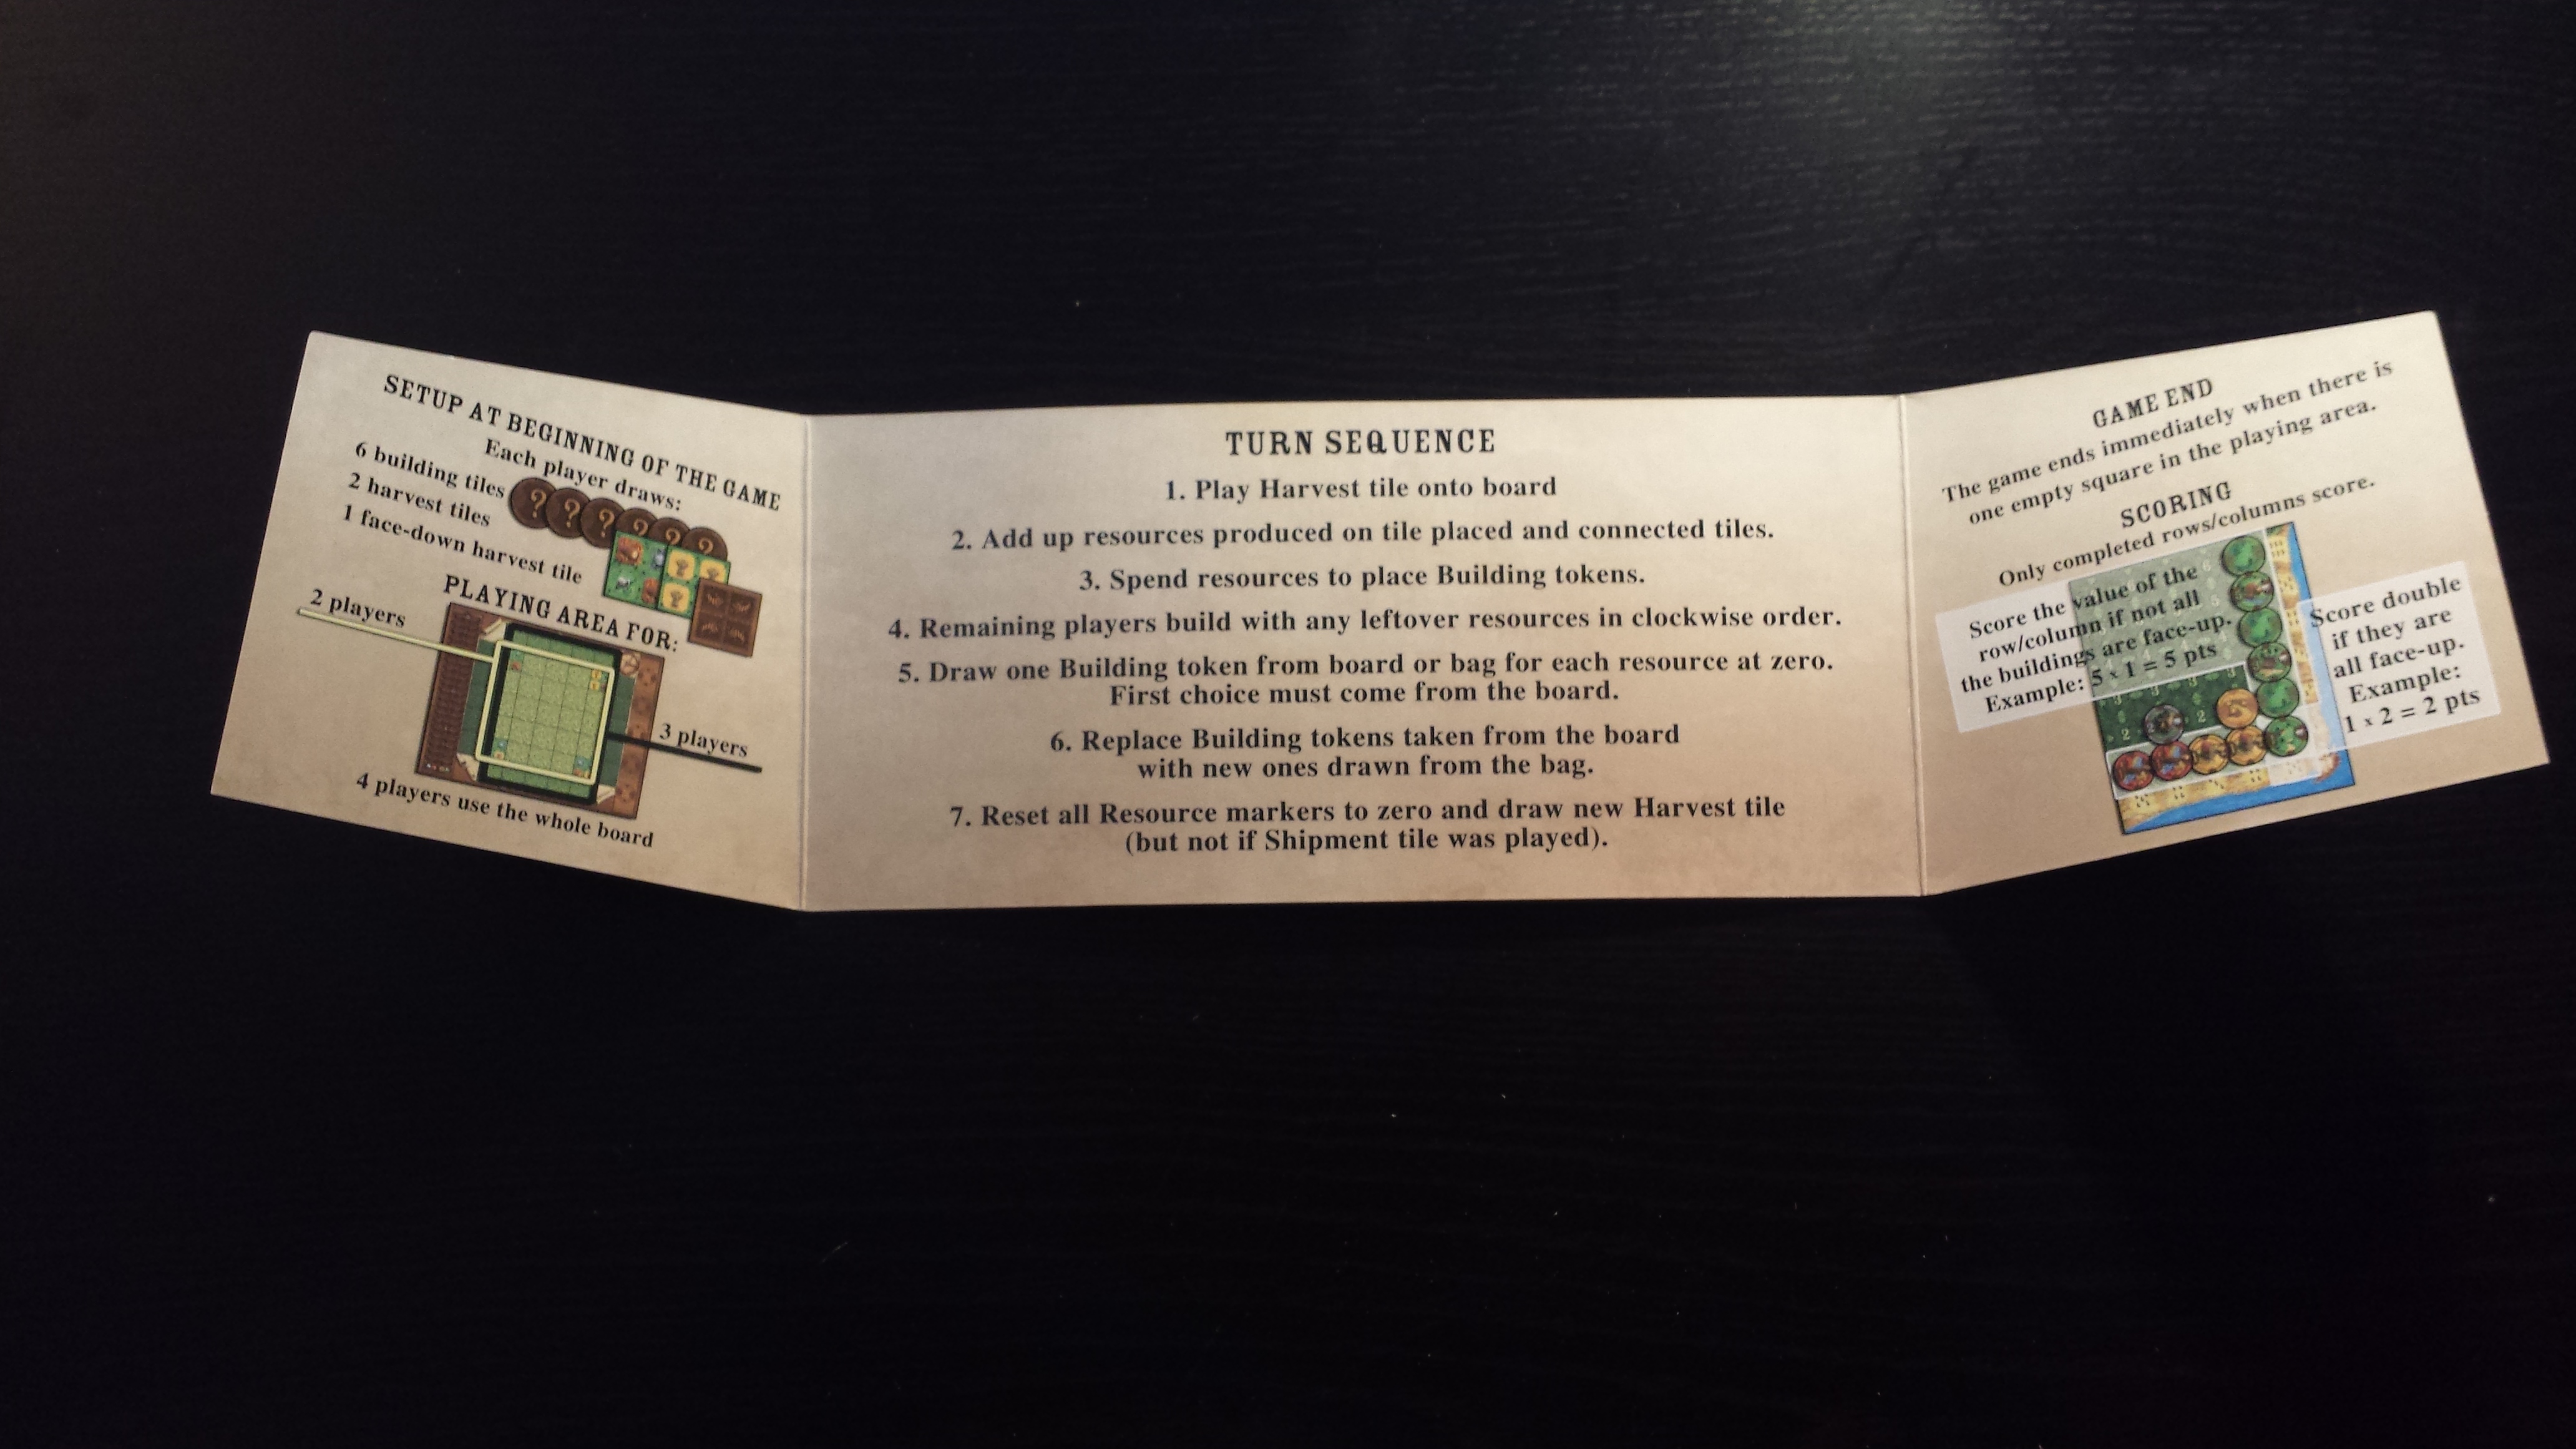 SETUP AT BEGINNING OF THE GAME
Each player draws:
6 building tiles
2 harvest tiles
1 face-down harvest tile
PLAYING AREA FOR:
2 players
3 players
4 players use the whole board
TURN SEQUENCE
1. Play Harvest tile onto board
2. Add up resources produced on tile placed and connected tiles.
3. Spend resources to place Building tokens.
4. Remaining players build with any leftover resources in clockwise order.
5. Draw one Building token from board or bag for each resource at zero.
First choice must come from the board.
6. Replace Building tokens taken from the board
with new ones drawn from the bag.
7. Reset all Resource markers to zero and draw new Harvest tile
(but not if Shipment tile was played).
GAME END
The game ends immediately when there is
one empty square in the playing area.
SCORING
Only completed rows/columns score.
Score the value of the
row/column if not all
the buildings are face-up.
Example: 5 x 1 = 5 pts
Score double
if they are
all face-up.
Example:
1 x 2 = 2 pts